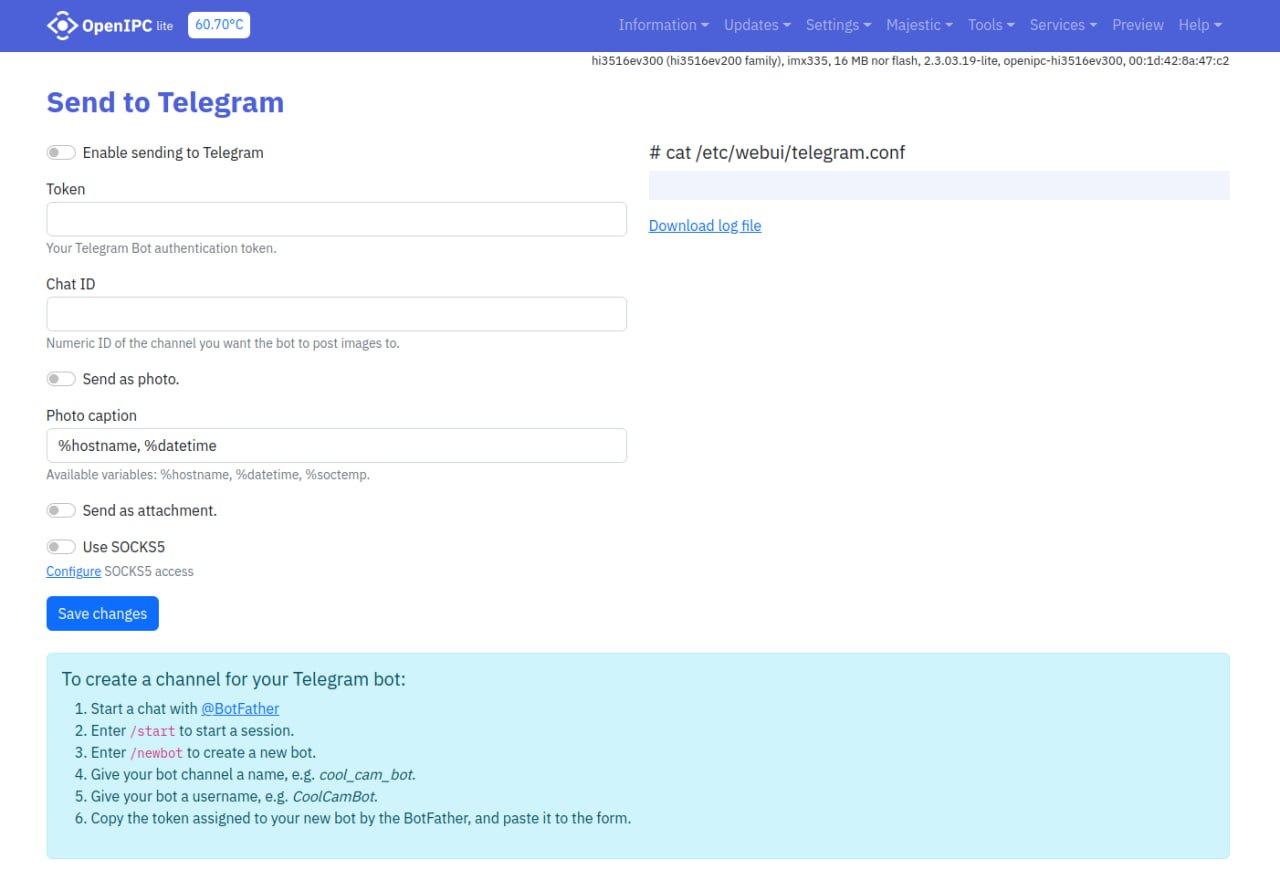 OpenIPC lite 60.70°C Information Updates Settings Majestic Tools Services Preview Help
hi3516ev300 (hi3516ev200 family), imx335, 16 MB nor flash, 2.3.03.19-lite, openipc-hi3516ev300, 00:1d:42:8a:47:c2
Send to Telegram
Enable sending to Telegram
Token
Your Telegram Bot authentication token.
Chat ID
Numeric ID of the channel you want the bot to post images to.
Send as photo.
Photo caption
%hostname, %datetime
Available variables: %hostname, %datetime, %soctemp.
Send as attachment.
Use SOCKS5
Configure SOCKS5 access
Save changes
# cat /etc/webui/telegram.conf
Download log file
To create a channel for your Telegram bot:
1. Start a chat with @BotFather
2. Enter /start to start a session.
3. Enter /newbot to create a new bot.
4. Give your bot channel a name, e.g. cool_cam_bot.
5. Give your bot a username, e.g. CoolCamBot.
6. Copy the token assigned to your new bot by the BotFather, and paste it to the form.